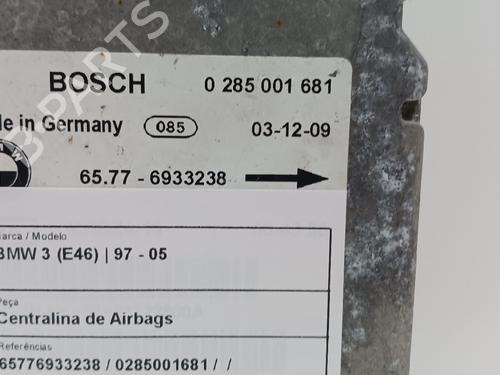 BOSCH 0 285 001 681
de in Germany 085 03-12-09
65.77 - 6933238
Marca / Modelo
BMW 3 (E46) | 97 - 05
Peça
Centralina de Airbags
Referências
65776933238 / 0285001681 / /